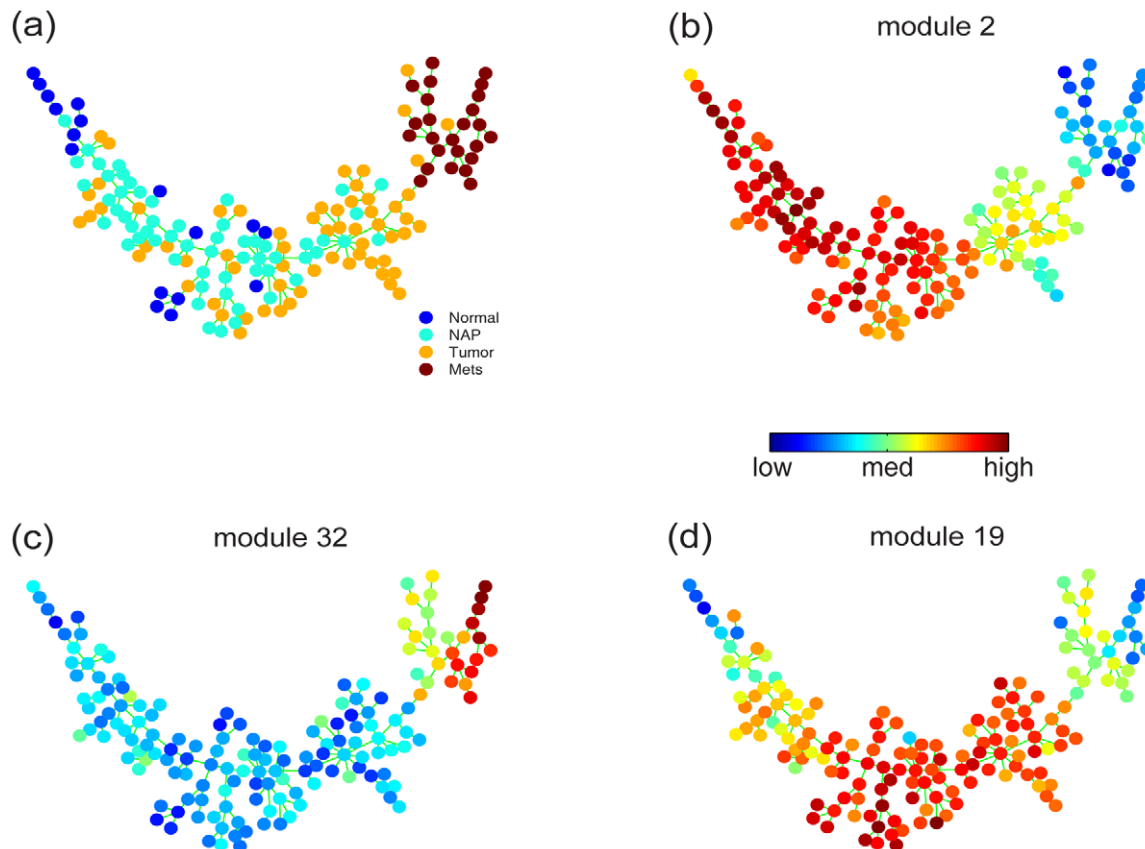 (a)
(b) module 2
Normal
NAP
Tumor
Mets
low med high
(c) module 32
(d) module 19